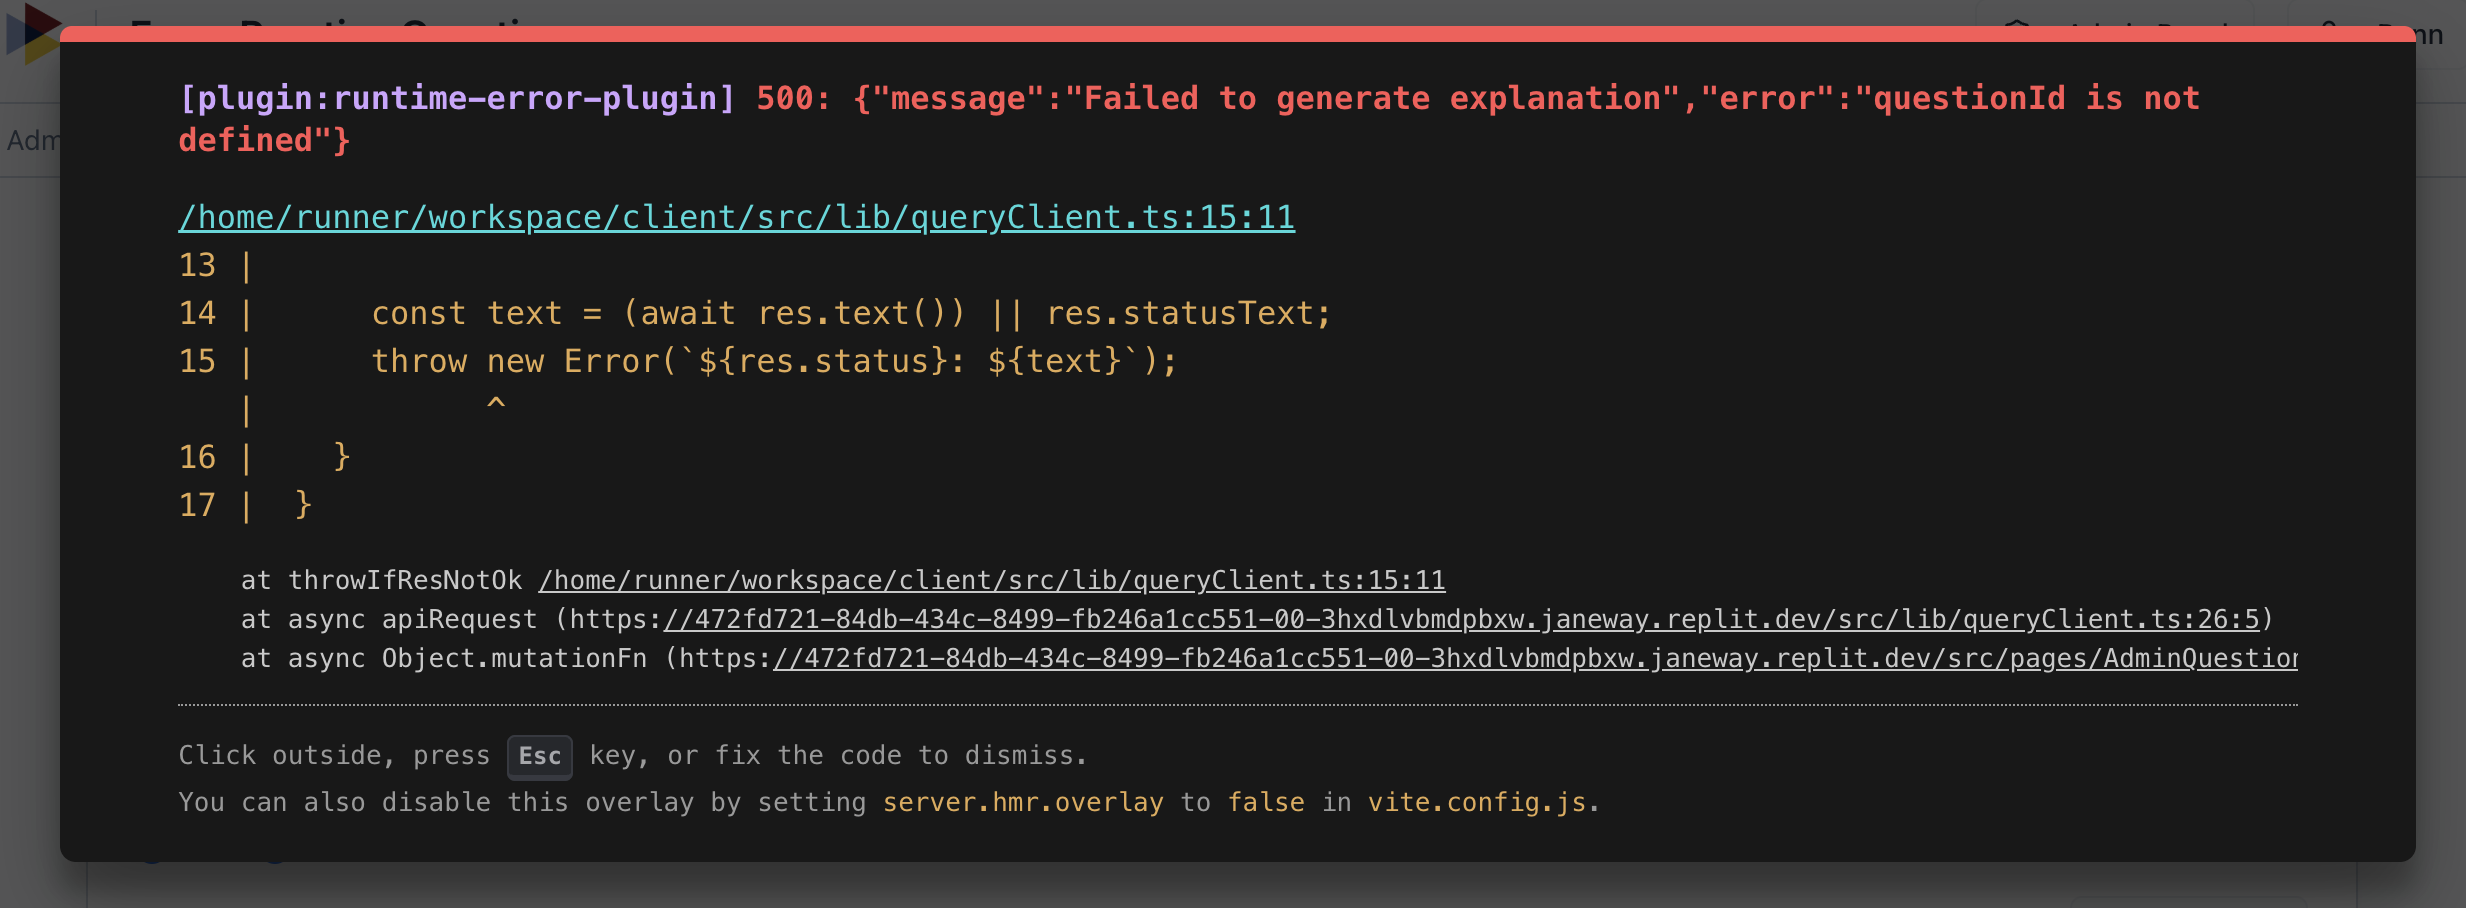 [plugin:runtime-error-plugin] 500: {"message":"Failed to generate explanation","error":"questionId is not
defined"}
/home/runner/workspace/client/src/lib/queryClient.ts:15:11
13 |
14 |      const text = (await res.text()) || res.statusText;
15 |      throw new Error(`${res.status}: ${text}`);
   |            ^
16 |    }
17 |  }
at throwIfResNotOk /home/runner/workspace/client/src/lib/queryClient.ts:15:11
at async apiRequest (https://472fd721-84db-434c-8499-fb246a1cc551-00-3hxdlvbmdpbxw.janeway.replit.dev/src/lib/queryClient.ts:26:5)
at async Object.mutationFn (https://472fd721-84db-434c-8499-fb246a1cc551-00-3hxdlvbmdpbxw.janeway.replit.dev/src/pages/AdminQuestion
Click outside, press Esc key, or fix the code to dismiss.
You can also disable this overlay by setting server.hmr.overlay to false in vite.config.js.